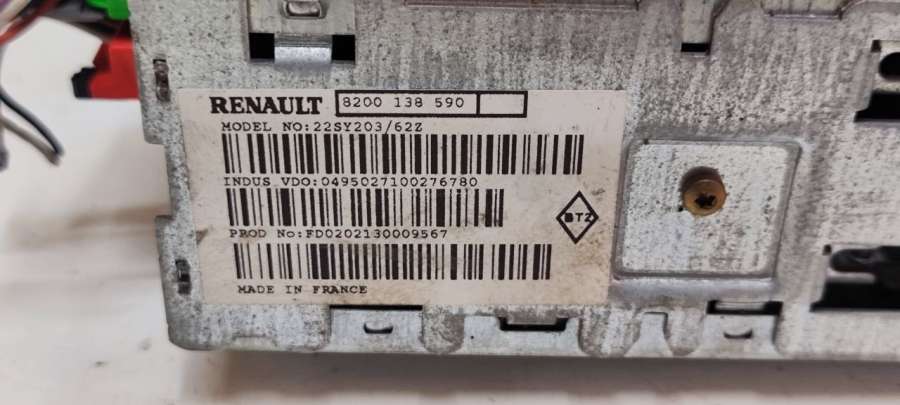 RENAULT 8200 138 590
MODEL NO:22SY203/62Z
INDUS VDO:0495027100276780
BTZ
PROD No:FD0202130009567
MADE IN FRANCE